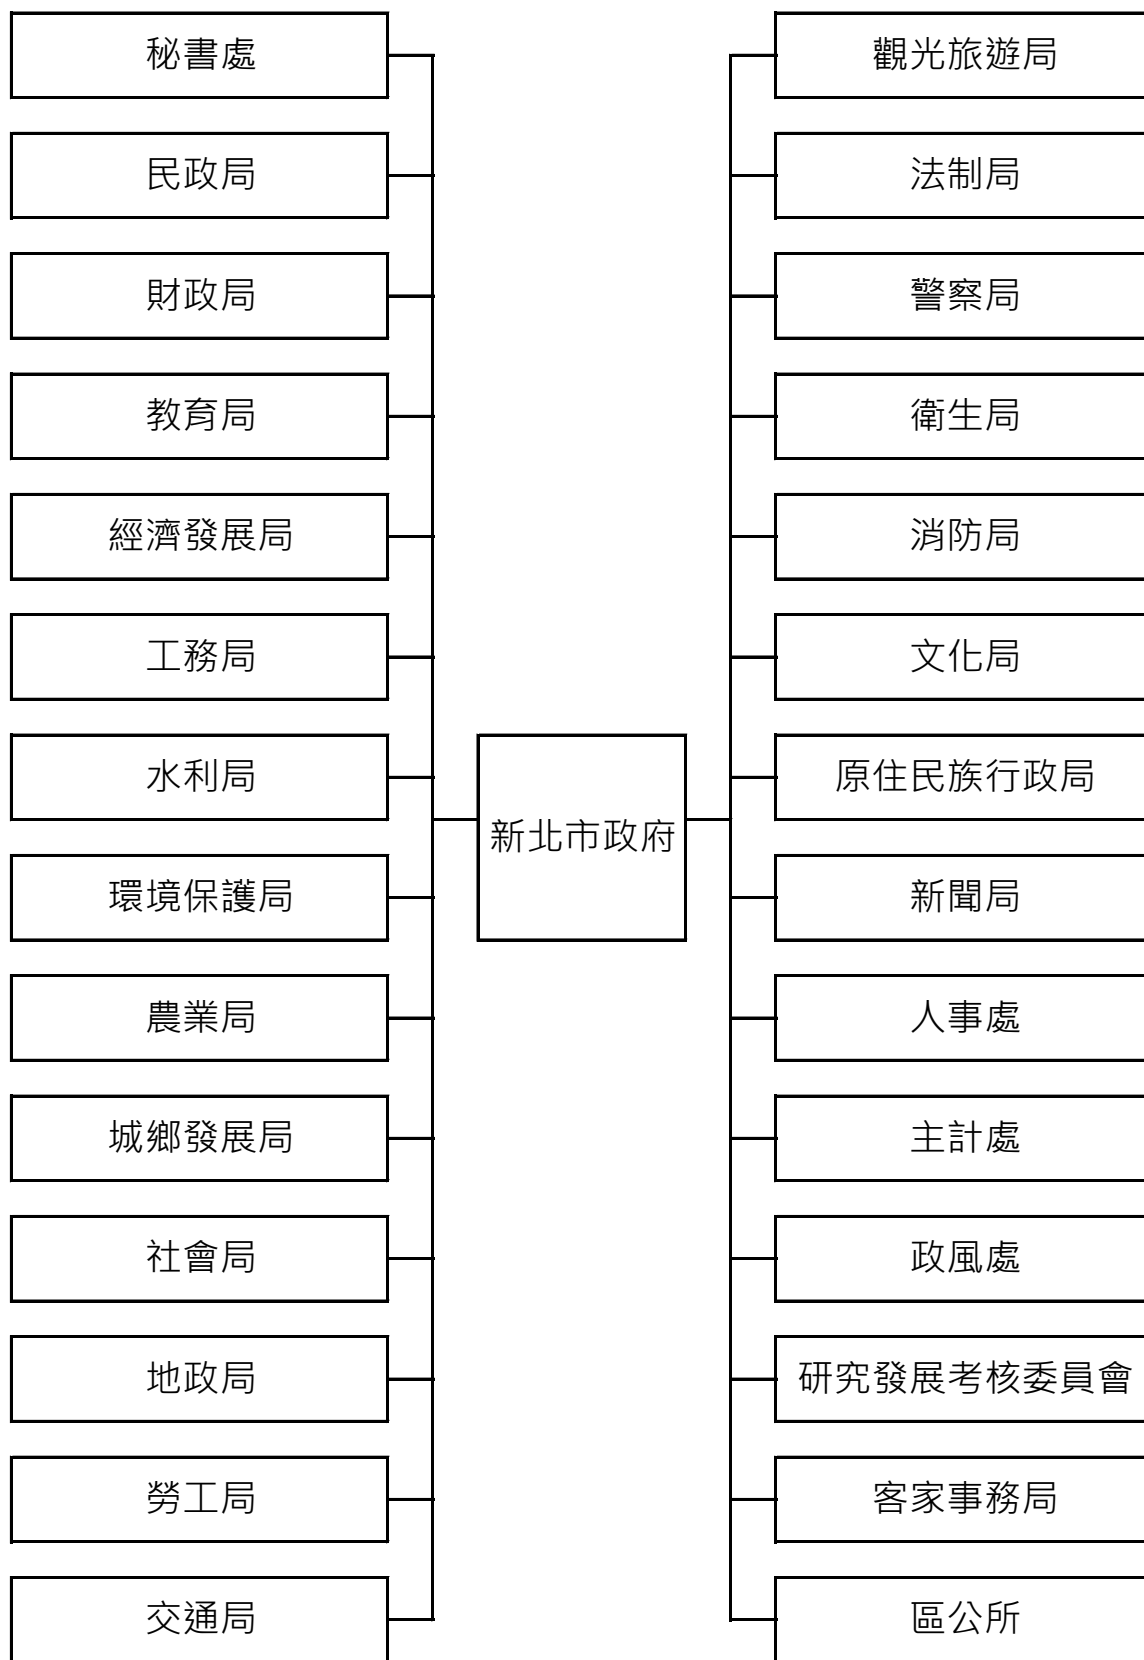 秘書處
民政局
財政局
教育局
經濟發展局
工務局
水利局
環境保護局
農業局
城鄉發展局
社會局
地政局
勞工局
交通局
新北市政府
觀光旅遊局
法制局
警察局
衛生局
消防局
文化局
原住民族行政局
新聞局
人事處
主計處
政風處
研究發展考核委員會
客家事務局
區公所